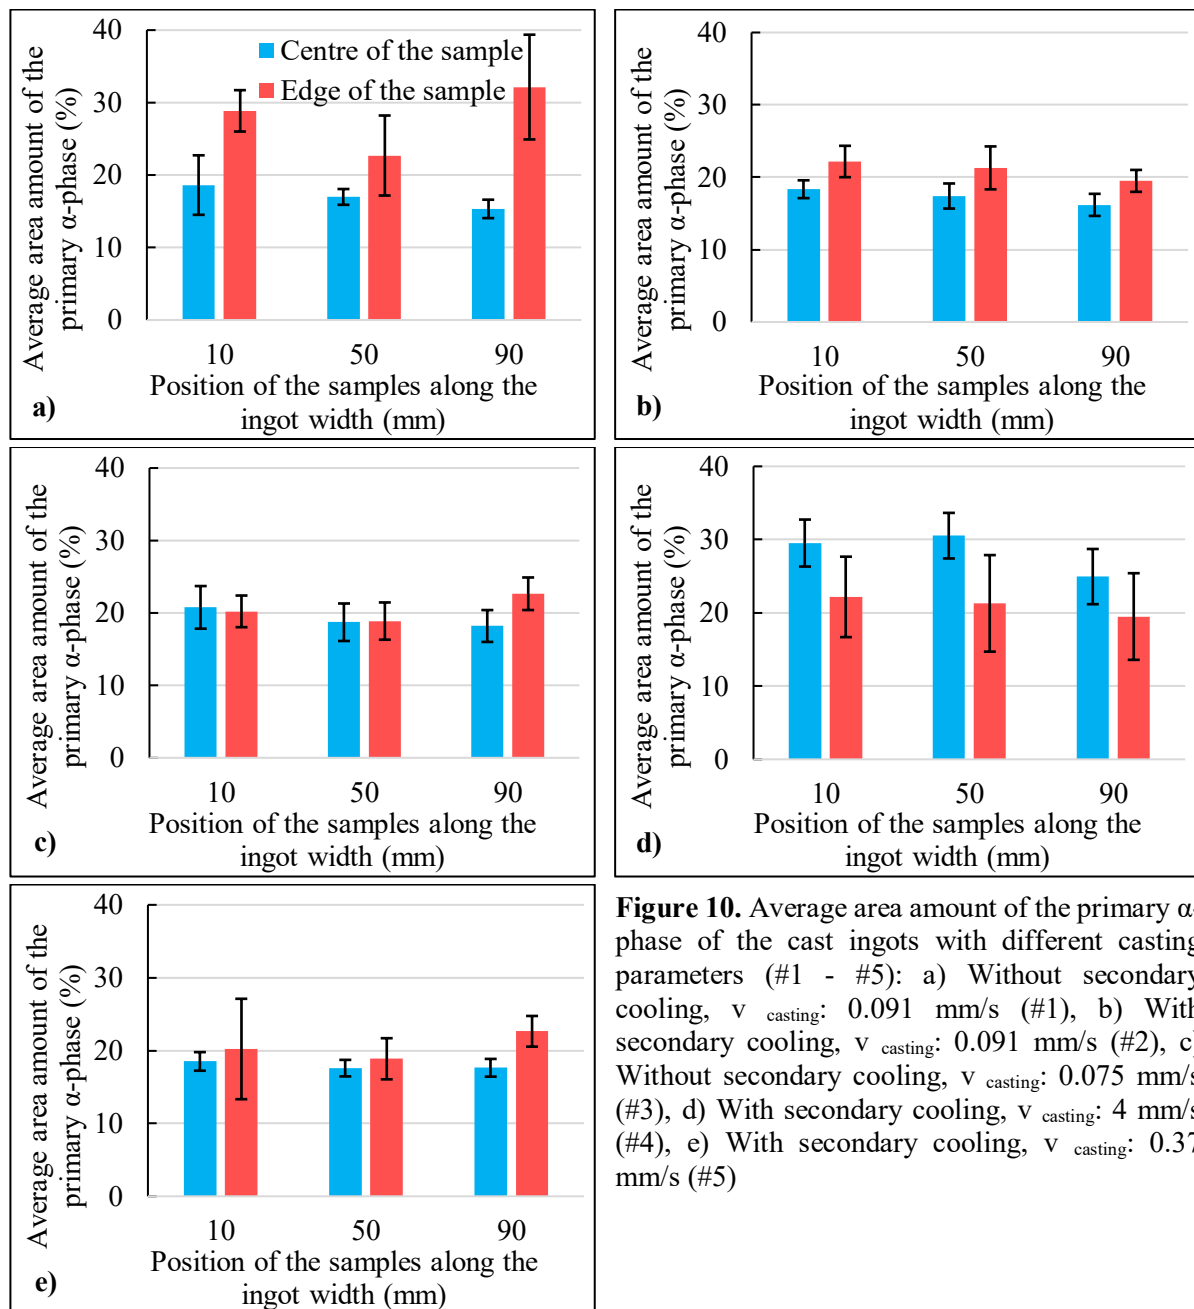 Average area amount of the
primary α-phase (%)
40
30
20
10
0
Centre of the sample
Edge of the sample
10 50 90
Position of the samples along the
ingot width (mm)
a)
Average area amount of the
primary α-phase (%)
40
30
20
10
0
10 50 90
Position of the samples along the
ingot width (mm)
b)
Average area amount of the
primary α-phase (%)
40
30
20
10
0
10 50 90
Position of the samples along the
ingot width (mm)
c)
Average area amount of the
primary α-phase (%)
40
30
20
10
0
10 50 90
Position of the samples along the
ingot width (mm)
d)
Average area amount of the
primary α-phase (%)
40
30
20
10
0
10 50 90
Position of the samples along the
ingot width (mm)
e)
Figure 10. Average area amount of the primary α-
phase of the cast ingots with different casting
parameters (#1 - #5): a) Without secondary
cooling, v casting: 0.091 mm/s (#1), b) With
secondary cooling, v casting: 0.091 mm/s (#2), c)
Without secondary cooling, v casting: 0.075 mm/s
(#3), d) With secondary cooling, v casting: 4 mm/s
(#4), e) With secondary cooling, v casting: 0.37
mm/s (#5)